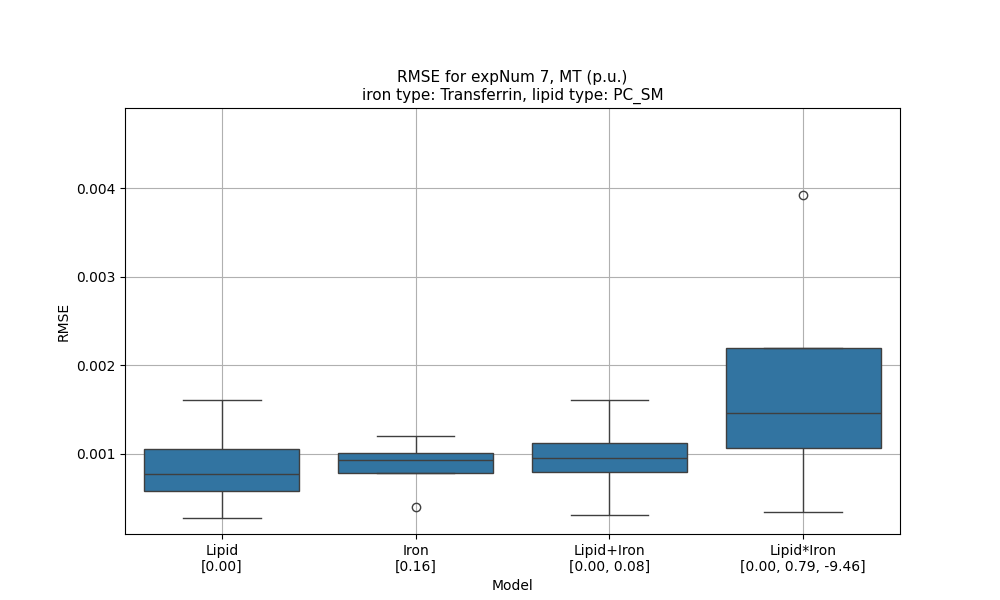 RMSE for expNum 7, MT (p.u.)
iron type: Transferrin, lipid type: PC_SM
0.004
0.003
0.002
0.001
RMSE
Lipid
[0.00]
Iron
[0.16]
Lipid+Iron
[0.00, 0.08]
Lipid*Iron
[0.00, 0.79, -9.46]
Model